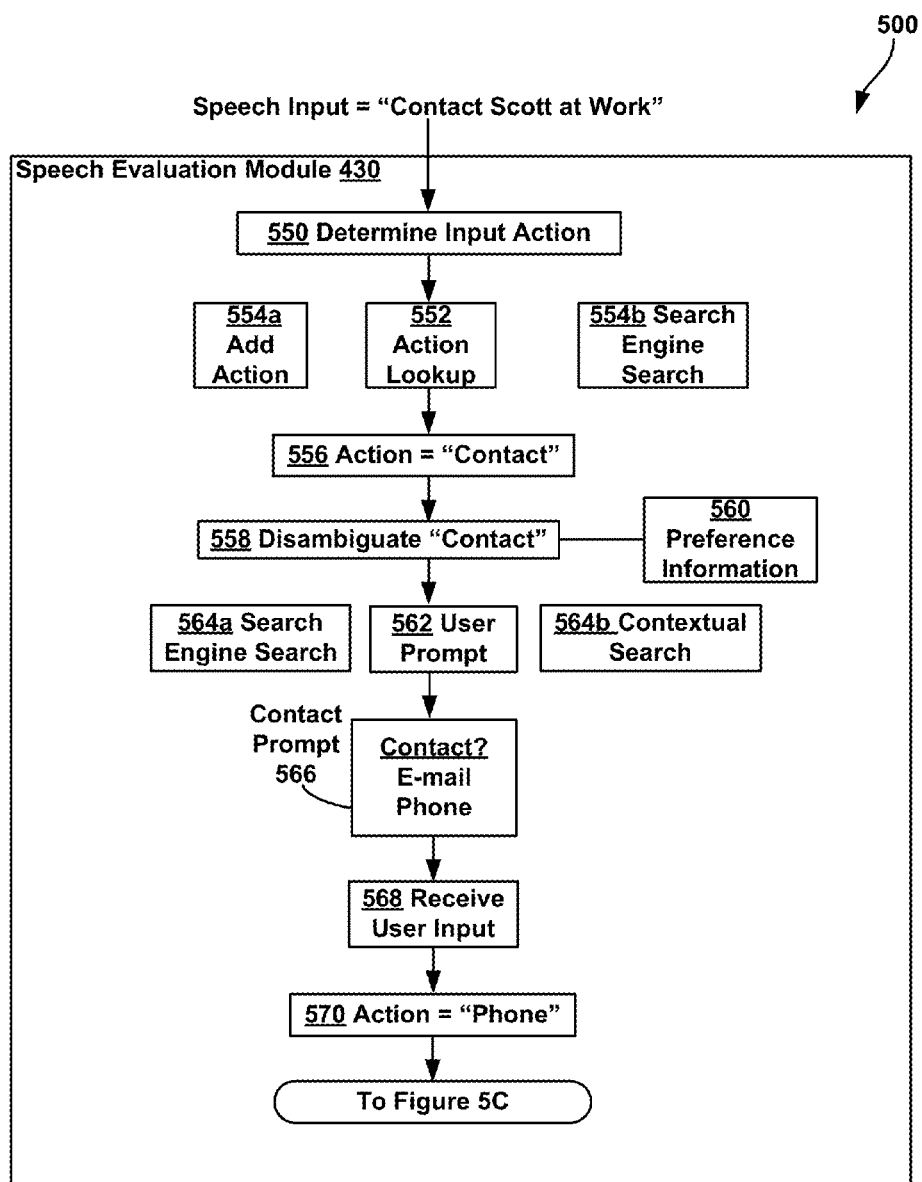 500
Speech Input = “Contact Scott at Work”
Speech Evaluation Module 430
550 Determine Input Action
554a
Add
Action
552
Action
Lookup
554b Search
Engine
Search
556 Action = “Contact”
558 Disambiguate “Contact”
560
Preference
Information
564a Search
Engine Search
562 User
Prompt
564b Contextual
Search
Contact
Prompt
566
Contact?
E-mail
Phone
568 Receive
User Input
570 Action = “Phone”
To Figure 5C